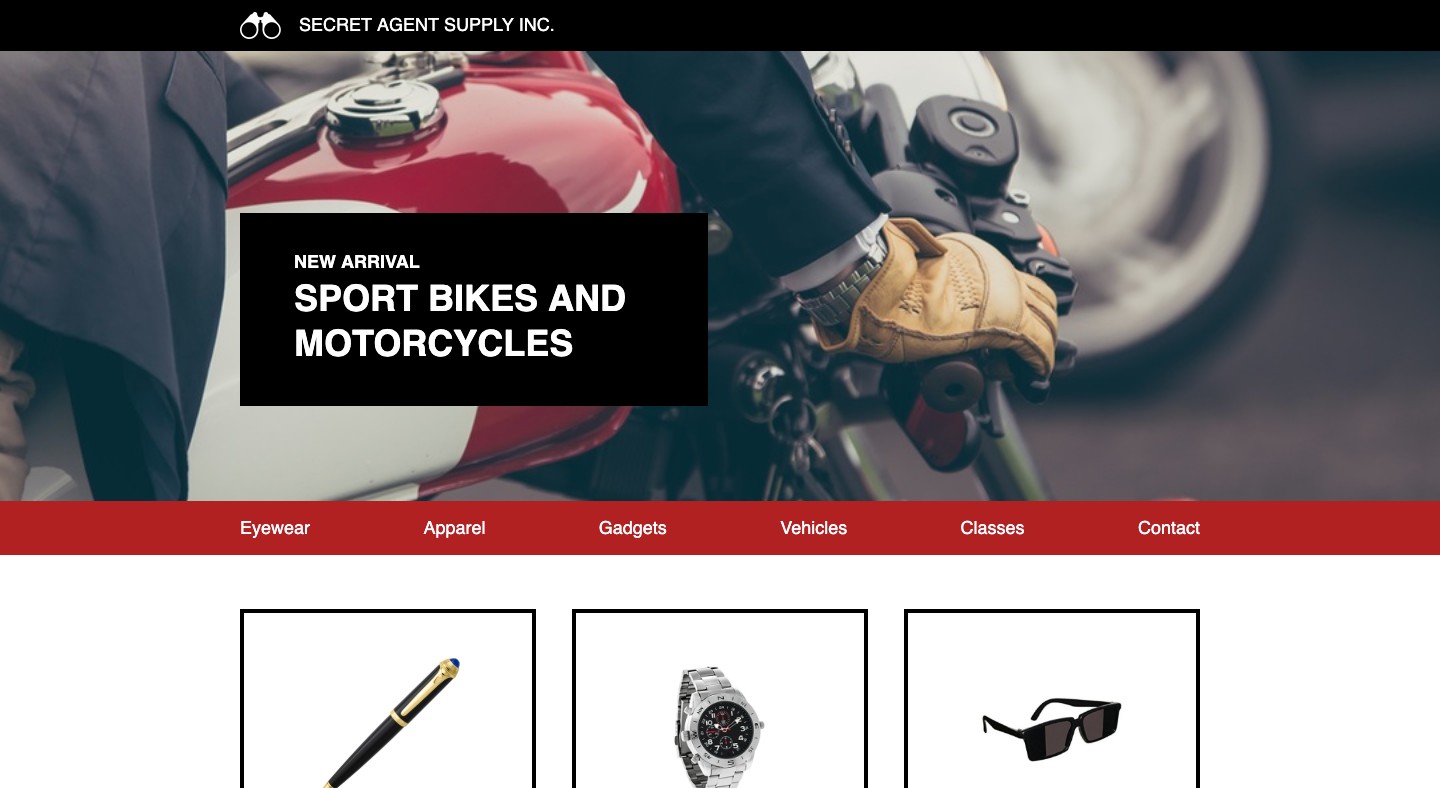 SECRET AGENT SUPPLY INC.
NEW ARRIVAL
SPORT BIKES AND
MOTORCYCLES
Eyewear Apparel Gadgets Vehicles Classes Contact